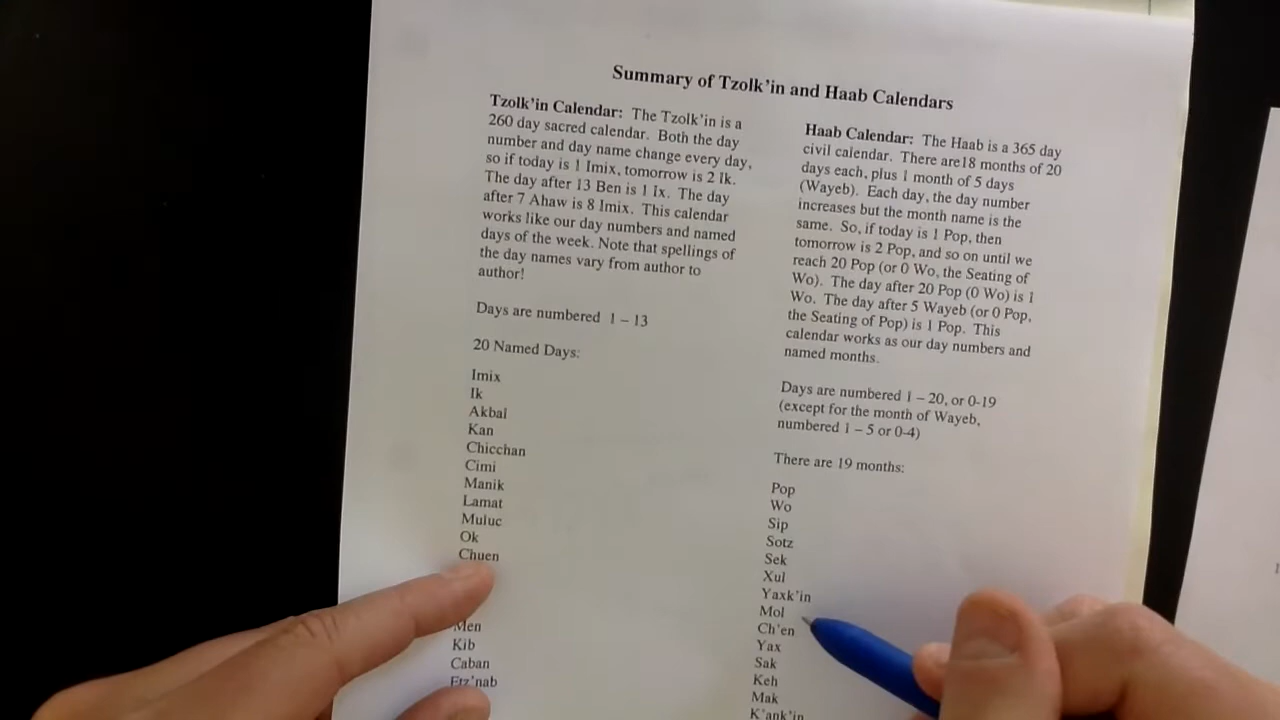 Summary of Tzolk'in and Haab Calendars
Tzolk'in Calendar: The Tzolk'in is a
260 day sacred calendar. Both the day
number and day name change every day,
so if today is 1 Imix, tomorrow is 2 Ik.
The day after 13 Ben is 1 Ix. The day
after 7 Ahaw is 8 Imix. This calendar
works like our day numbers and named
days of the week. Note that spellings of
the day names vary from author to
author!
Days are numbered 1 – 13
20 Named Days:
Imix
Ik
Akbal
Kan
Chicchan
Cimi
Manik
Lamat
Muluc
Ok
Chuen
Men
Kib
Caban
Etz'nab
Haab Calendar: The Haab is a 365 day
civil calendar. There are18 months of 20
days each, plus 1 month of 5 days
(Wayeb). Each day, the day number
increases but the month name is the
same. So, if today is 1 Pop, then
tomorrow is 2 Pop, and so on until we
reach 20 Pop (or 0 Wo, the Seating of
Wo). The day after 20 Pop (0 Wo) is 1
Wo. The day after 5 Wayeb (or 0 Pop,
the Seating of Pop) is 1 Pop. This
calendar works as our day numbers and
named months.
Days are numbered 1 – 20, or 0-19
(except for the month of Wayeb,
numbered 1 – 5 or 0-4)
There are 19 months:
Pop
Wo
Sip
Sotz
Sek
Xul
Yaxk'in
Mol
Ch'en
Yax
Sak
Keh
Mak
K'ank'in